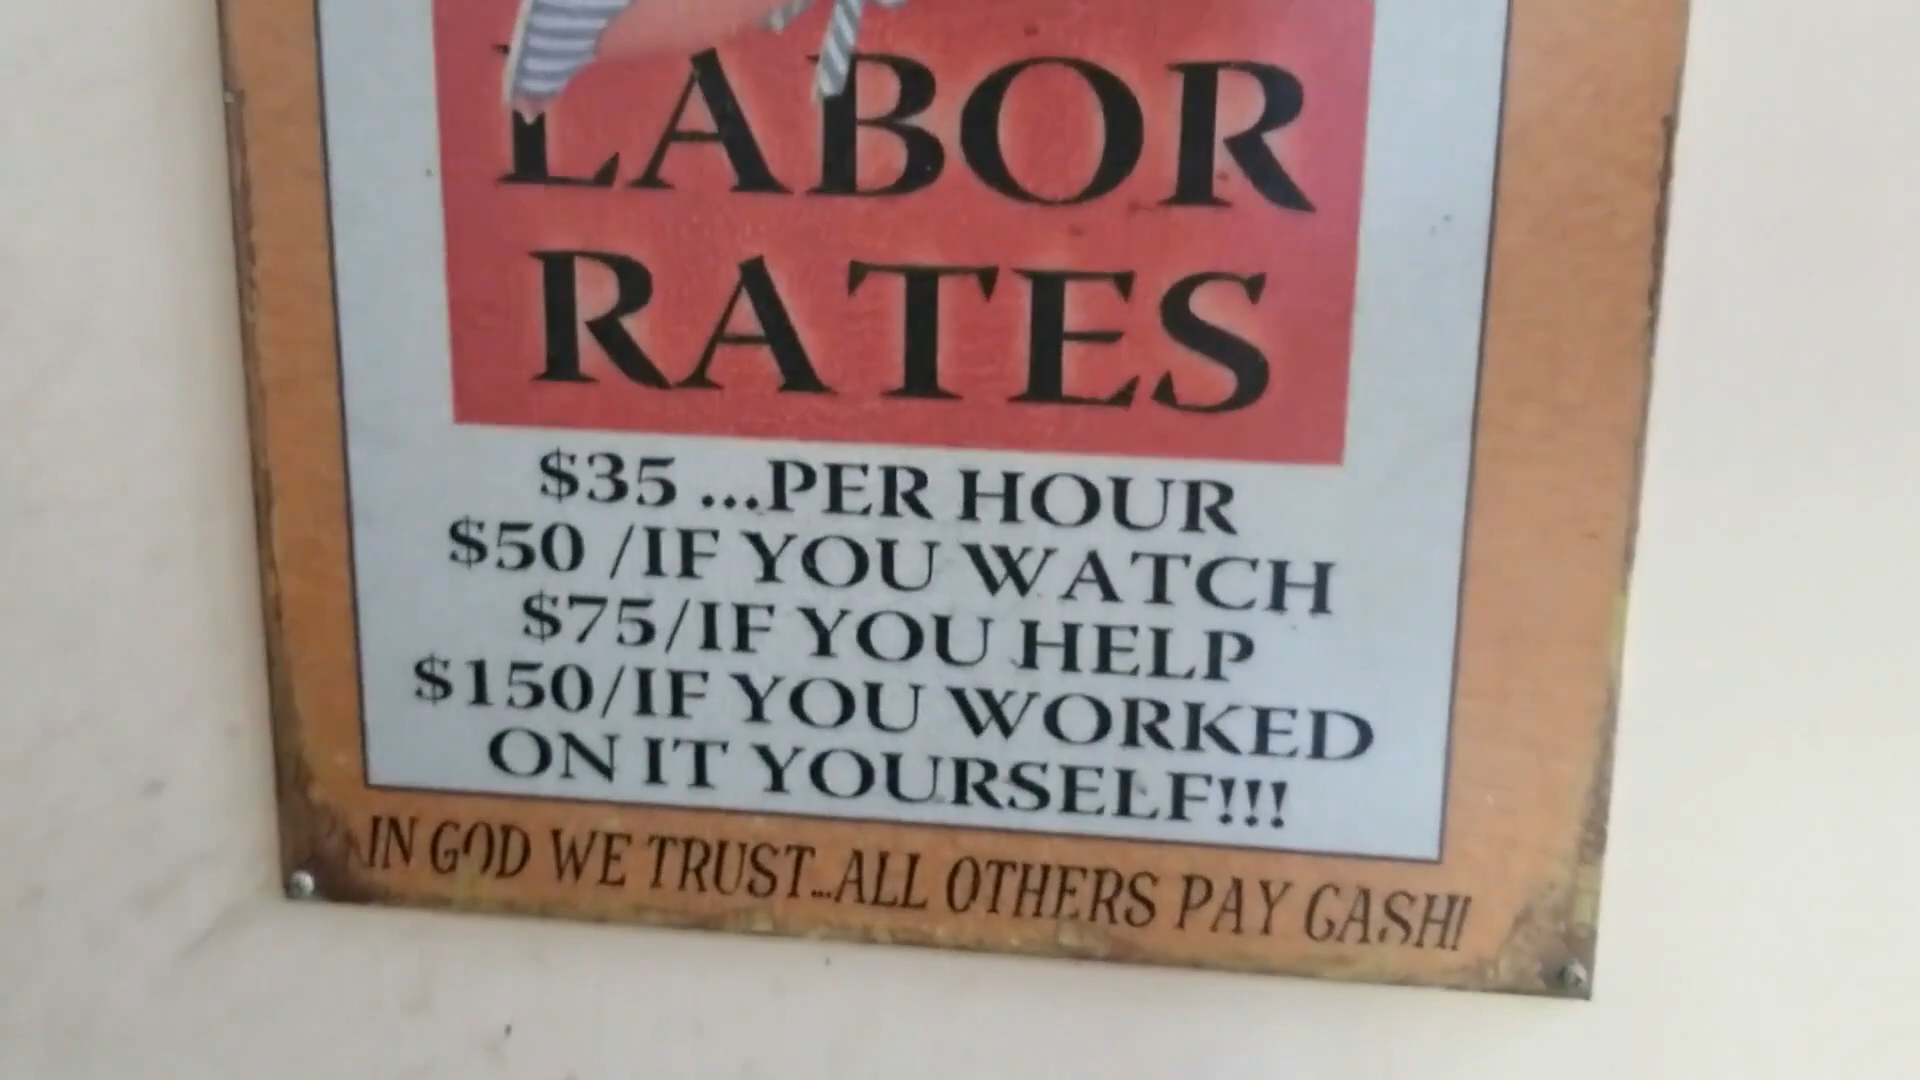 LABOR
RATES
$35 ...PER HOUR
$50 /IF YOU WATCH
$75/IF YOU HELP
$150/IF YOU WORKED
ON IT YOURSELF!!!
IN GOD WE TRUST...ALL OTHERS PAY CASH!